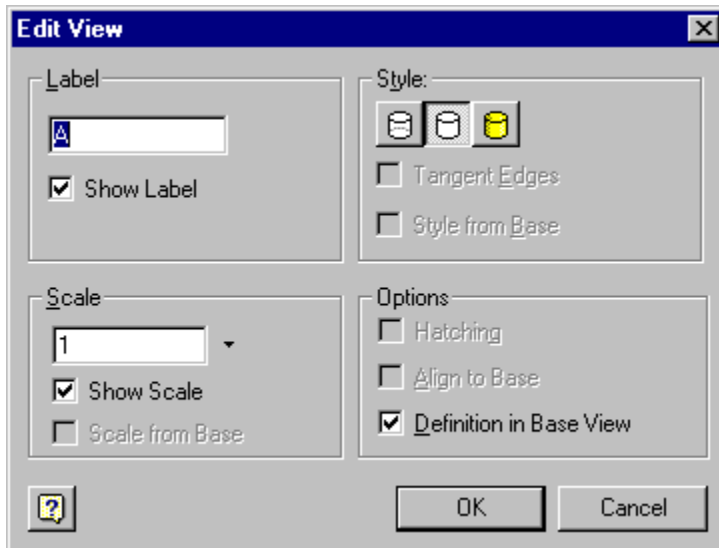 Edit View
Label
A
Show Label
Style:
Tangent Edges
Style from Base
Scale
1
Show Scale
Scale from Base
Options
Hatching
Align to Base
Definition in Base View
?
OK
Cancel